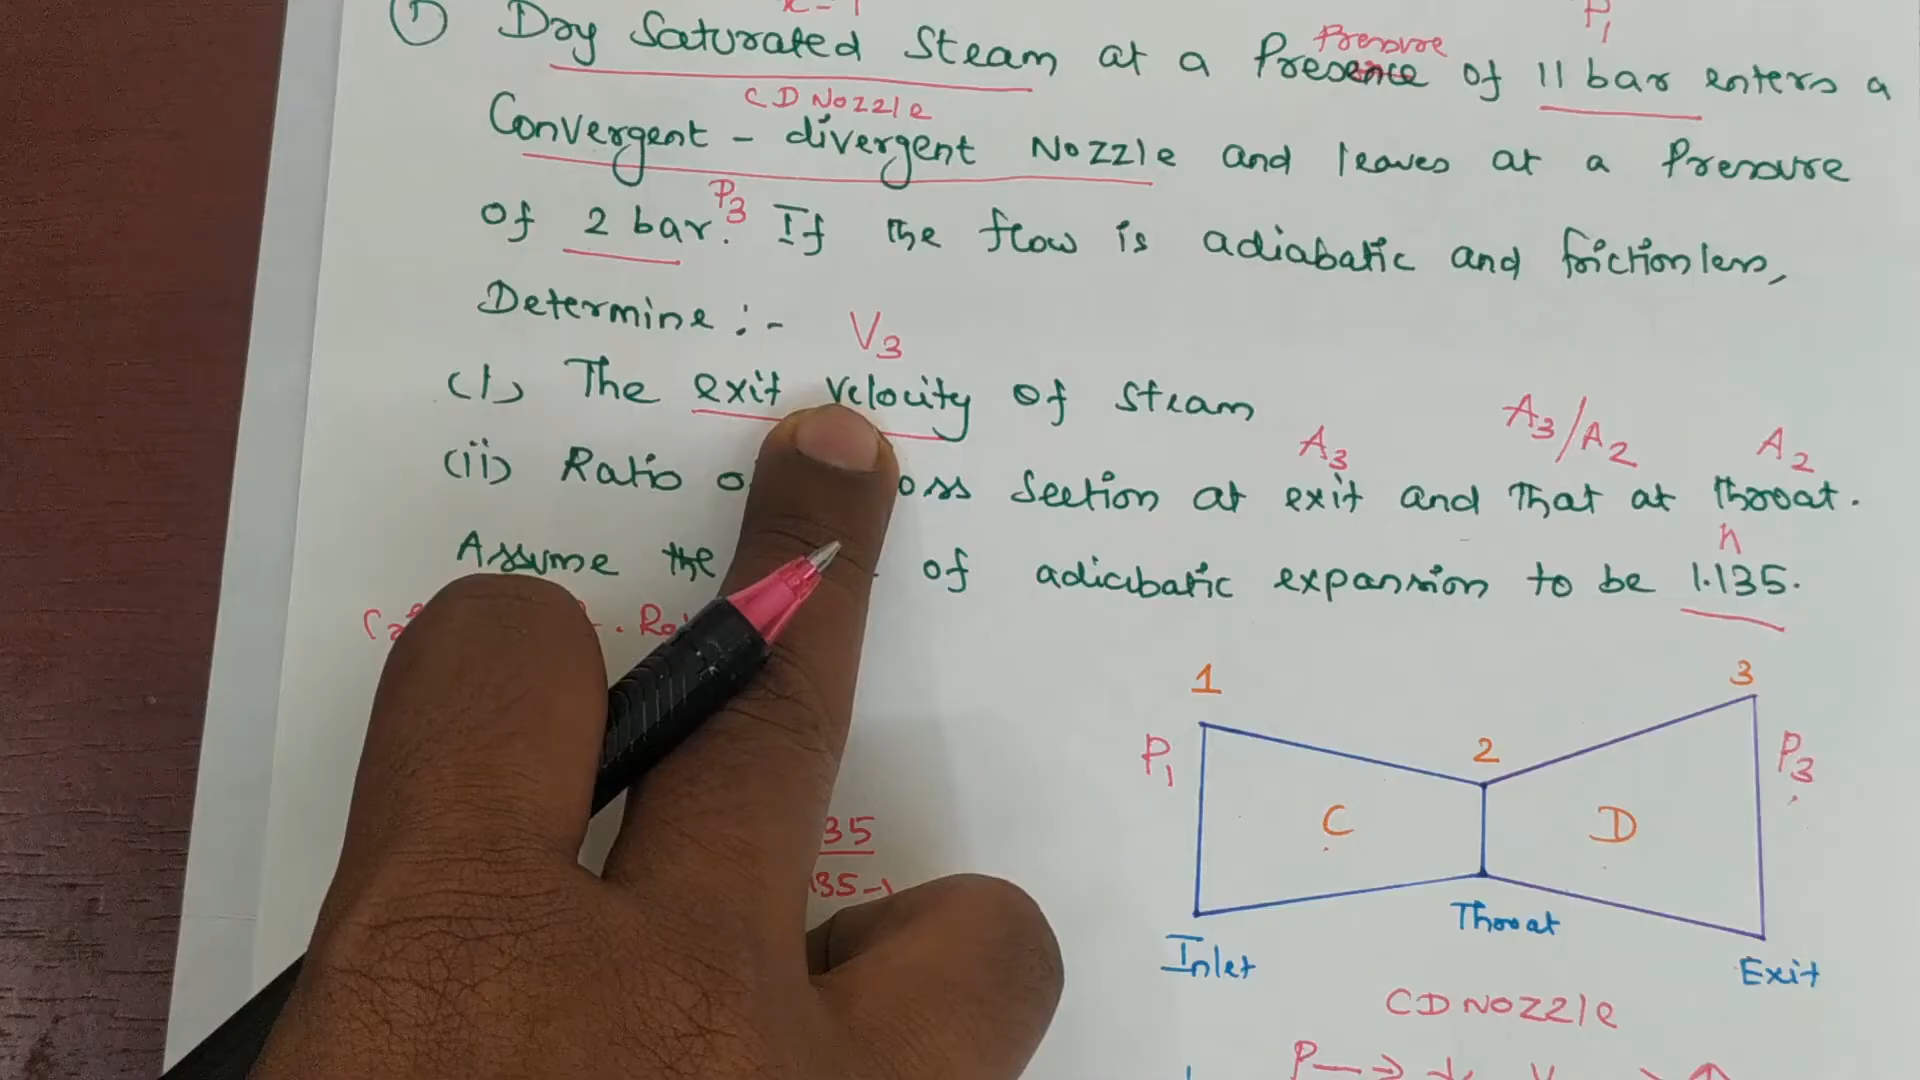 ① Dry Saturated Steam at a Presence of 11 bar enters a
Pressure
P1
CD Nozzle
Convergent - divergent Nozzle and leaves at a Pressure
of 2 bar. If the flow is adiabatic and frictionless,
P3
Determine :-
V3
(i) The exit velocity of steam
A3
A3/A2
A2
(ii) Ratio oss Section at exit and that at throat.
Assume the of adiabatic expansion to be 1.135.
n
1
2
3
P1
P3
C
D
Inlet
Throat
Exit
CD Nozzle
35
135-1